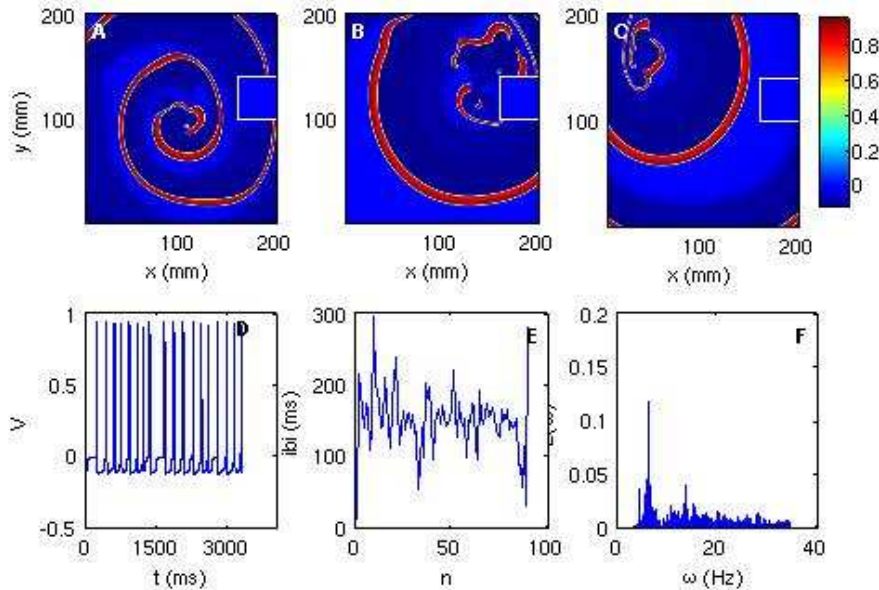 200 200 200
A B C
0.8
0.6
0.4
0.2
0
y (mm)
100 100 100
100 200 100 200 100 200
x (mm) x (mm) x (mm)
1 300 0.2
D E F
0.5 200 0.15
V ibi (ms)
0 100 0.1
0.05
-0.5 0 0
0 1500 3000 0 50 100 0 20 40
t (ms) n ω (Hz)